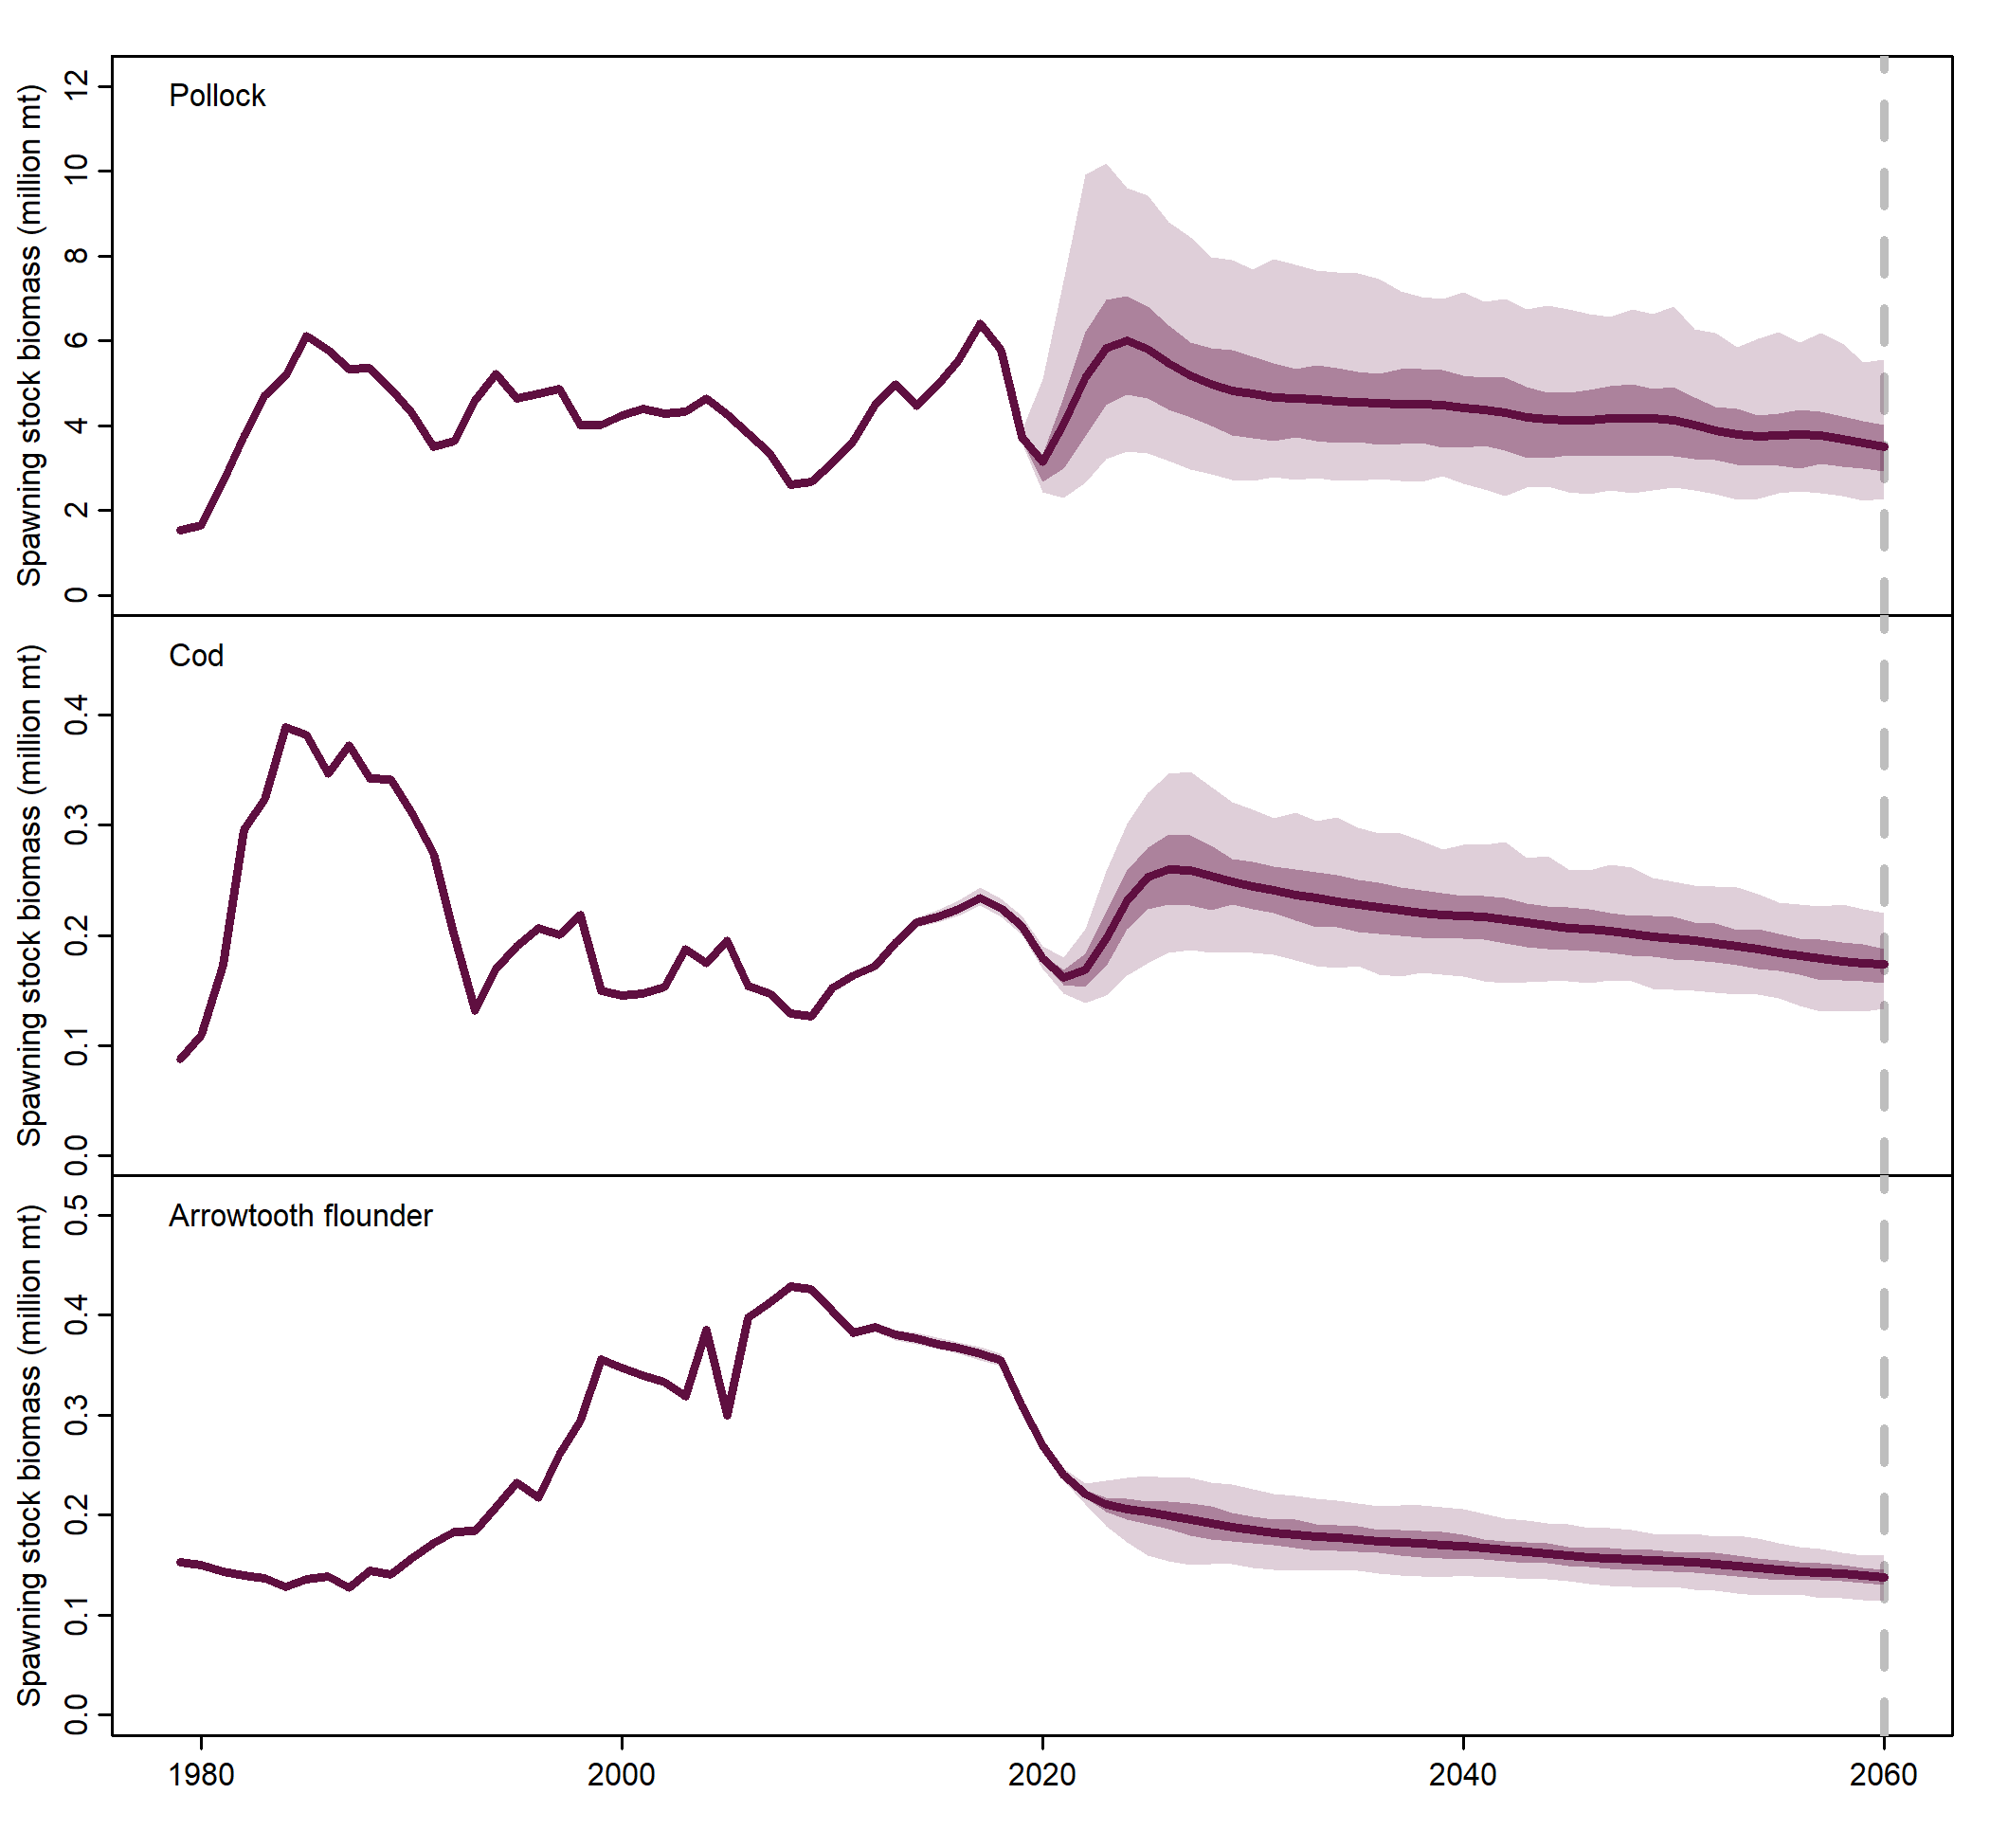 Pollock
Spawning stock biomass (million mt)
12
10
8
6
4
2
0
Cod
Spawning stock biomass (million mt)
0.4
0.3
0.2
0.1
0.0
Arrowtooth flounder
Spawning stock biomass (million mt)
0.5
0.4
0.3
0.2
0.1
0.0
1980 2000 2020 2040 2060